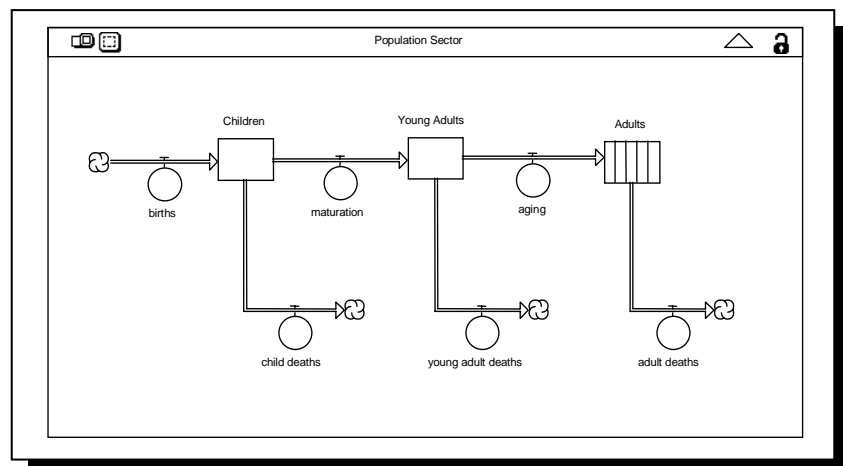 Population Sector
Children
Young Adults
Adults
births
maturation
aging
child deaths
young adult deaths
adult deaths